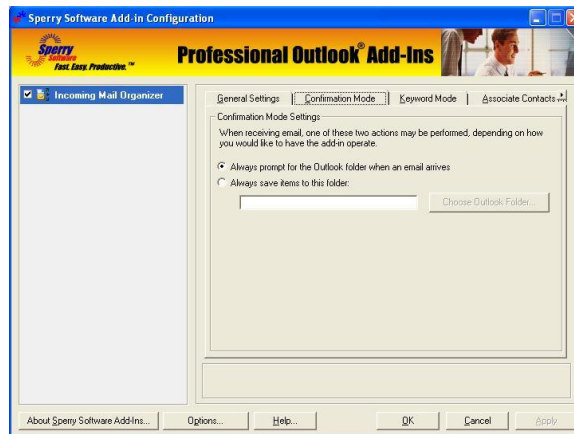 Sperry Software Add-in Configuration
Sperry
Software
Fast. Easy. Productive. ™
Professional Outlook® Add-Ins
Incoming Mail Organizer
General Settings
Confirmation Mode
Keyword Mode
Associate Contacts
Confirmation Mode Settings
When receiving email, one of these two actions may be performed, depending on how
you would like to have the add-in operate.
Always prompt for the Outlook folder when an email arrives
Always save items to this folder:
Choose Outlook Folder...
About Sperry Software Add-Ins...
Options...
Help...
OK
Cancel
Apply